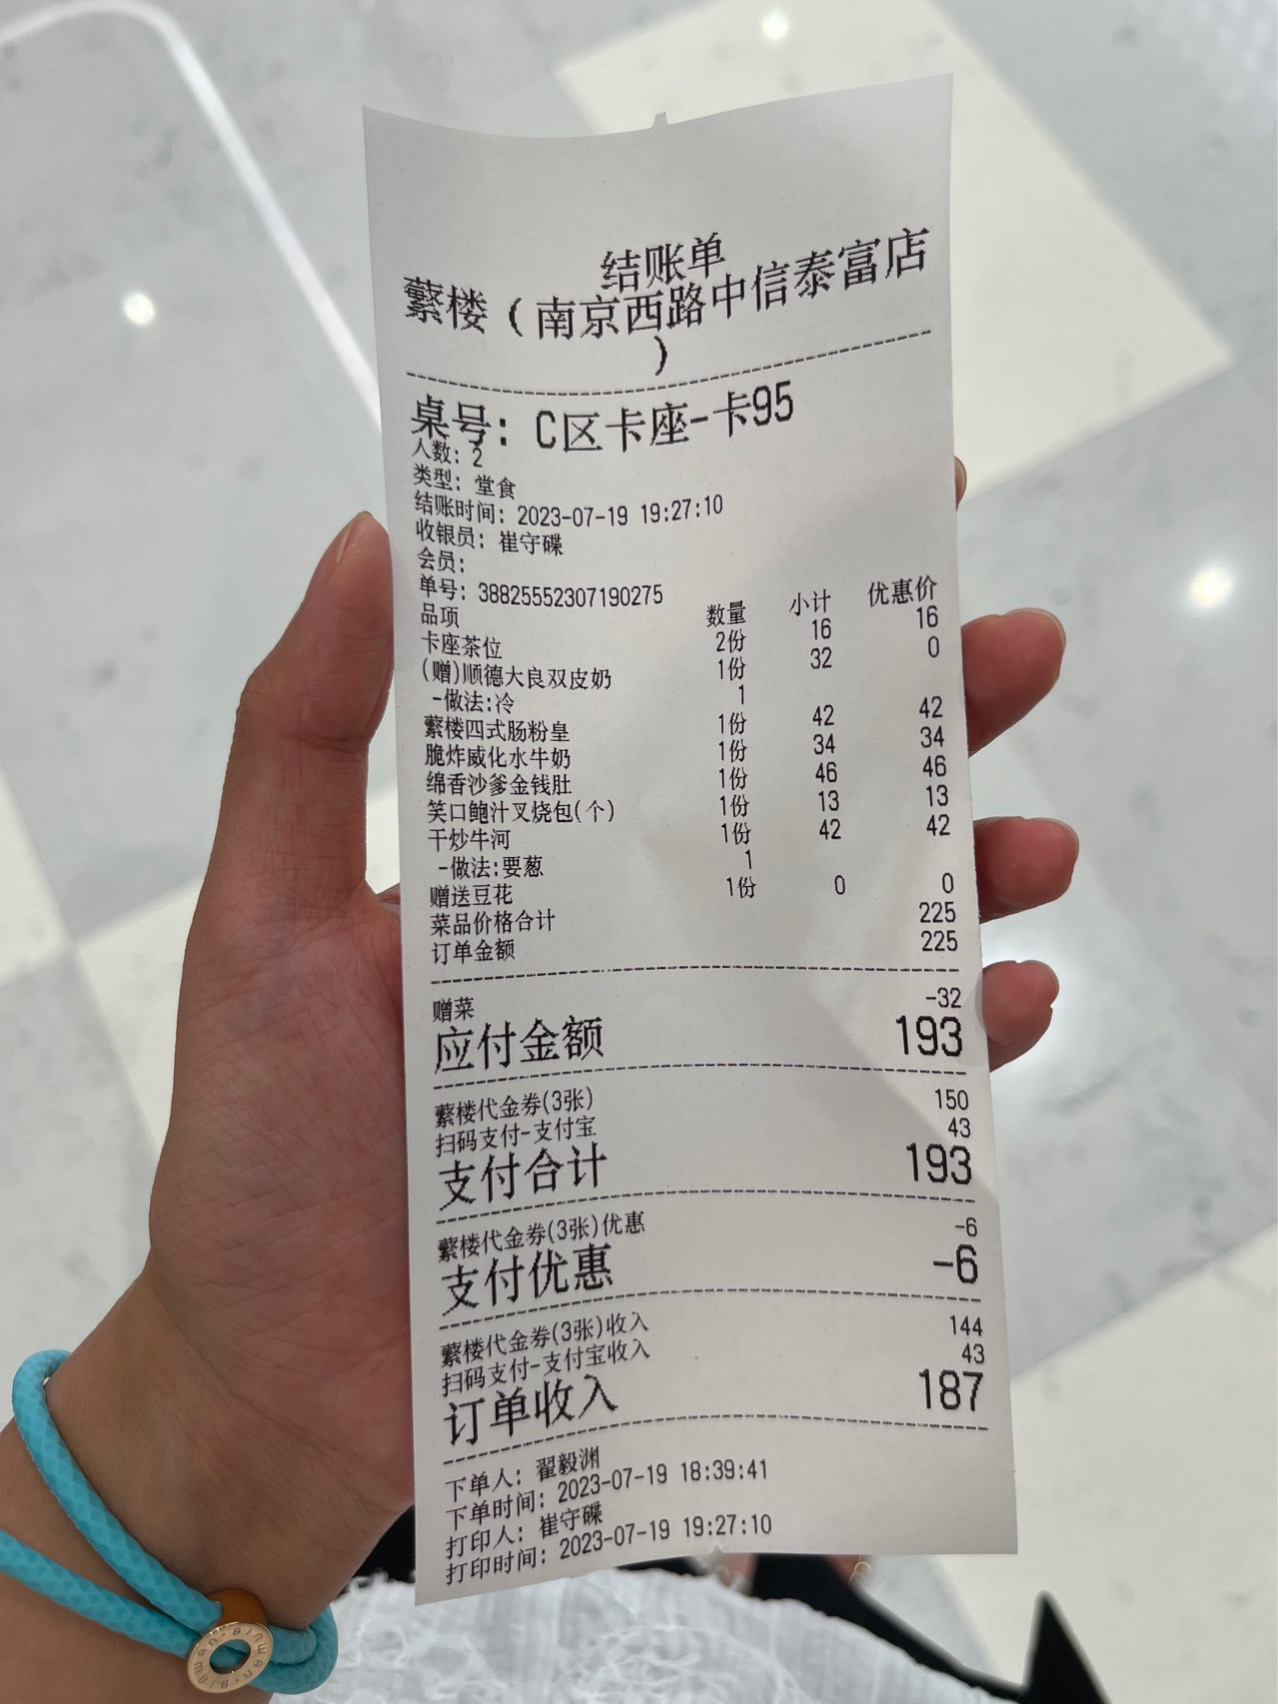 结账单
蘩楼（南京西路中信泰富店
）
桌号：C区卡座-卡95
人数：2
类型：堂食
结账时间：2023-07-19 19:27:10
收银员：崔守碟
会员：
单号：38825552307190275
品项 数量 小计 优惠价
卡座茶位 2份 16 16
(赠)顺德大良双皮奶 1份 32 0
-做法:冷 1
蘩楼四式肠粉皇 1份 42 42
脆炸威化水牛奶 1份 34 34
绵香沙爹金钱肚 1份 46 46
笑口鲍汁叉烧包(个) 1份 13 13
干炒牛河 1份 42 42
-做法:要葱 1
赠送豆花 1份 0 0
菜品价格合计 225
订单金额 225
赠菜 -32
应付金额 193
蘩楼代金券(3张) 150
扫码支付-支付宝 43
支付合计 193
蘩楼代金券(3张)优惠 -6
支付优惠 -6
蘩楼代金券(3张)收入 144
扫码支付-支付宝收入 43
订单收入 187
下单人：翟毅渊
下单时间：2023-07-19 18:39:41
打印人：崔守碟
打印时间：2023-07-19 19:27:10